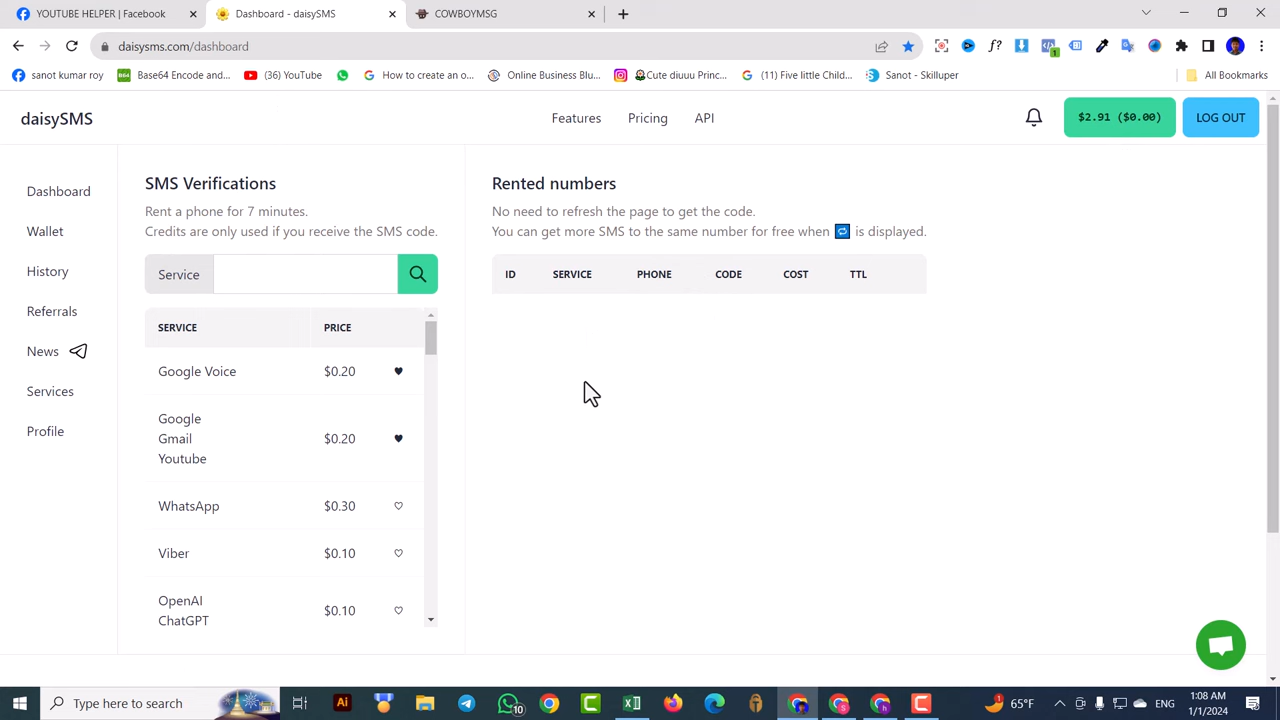 YOUTUBE HELPER | Facebook
Dashboard - daisySMS
COWBOYMSG
daisysms.com/dashboard
sanot kumar roy
Base64 Encode and...
(36) YouTube
How to create an o...
Online Business Blu...
Cute diuuu Princ...
(11) Five little Child...
Sanot - Skilluper
All Bookmarks
daisySMS
Features
Pricing
API
$2.91 ($0.00)
LOG OUT
Dashboard
Wallet
History
Referrals
News
Services
Profile
SMS Verifications
Rent a phone for 7 minutes.
Credits are only used if you receive the SMS code.
Service
SERVICE PRICE
Google Voice $0.20
Google
Gmail $0.20
Youtube
WhatsApp $0.30
Viber $0.10
OpenAI
ChatGPT $0.10
Rented numbers
No need to refresh the page to get the code.
You can get more SMS to the same number for free when is displayed.
ID SERVICE PHONE CODE COST TTL
Type here to search
10
65°F
ENG
1:08 AM
1/1/2024